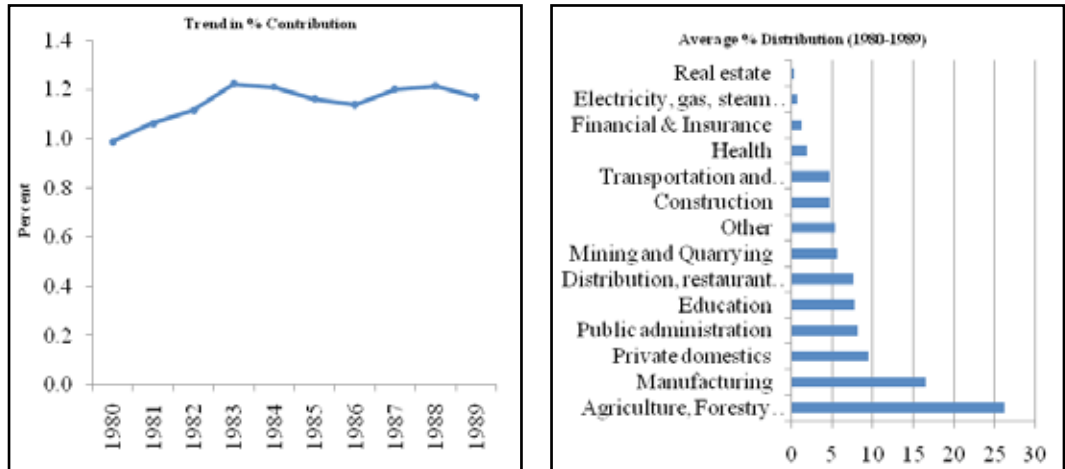 Trend in % Contribution
1.4
1.2
1.0
0.8
0.6
0.4
0.2
0.0
Percent
1980
1981
1982
1983
1984
1985
1986
1987
1988
1989
Average % Distribution (1980-1989)
Real estate
Electricity, gas, steam..
Financial & Insurance
Health
Transportation and..
Construction
Other
Mining and Quarrying
Distribution, restaurant..
Education
Public administration
Private domestics
Manufacturing
Agriculture, Forestry..
0 5 10 15 20 25 30